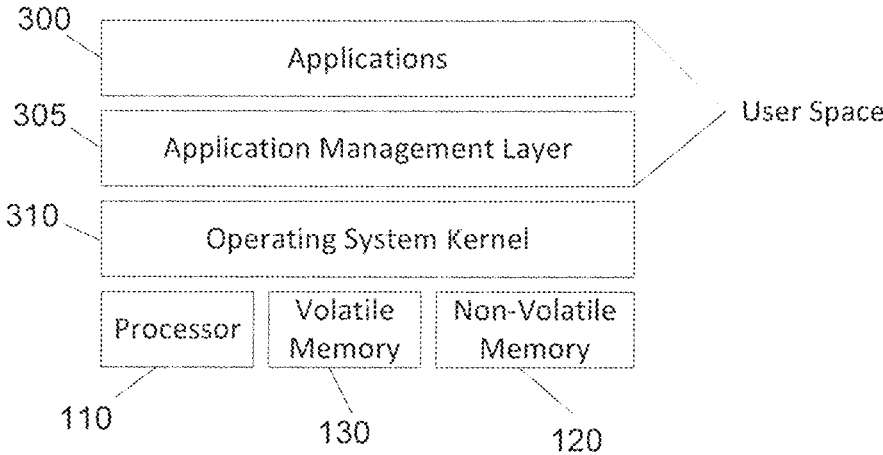 300
Applications
305
Application Management Layer
User Space
310
Operating System Kernel
Processor
Volatile
Memory
Non-Volatile
Memory
110
130
120